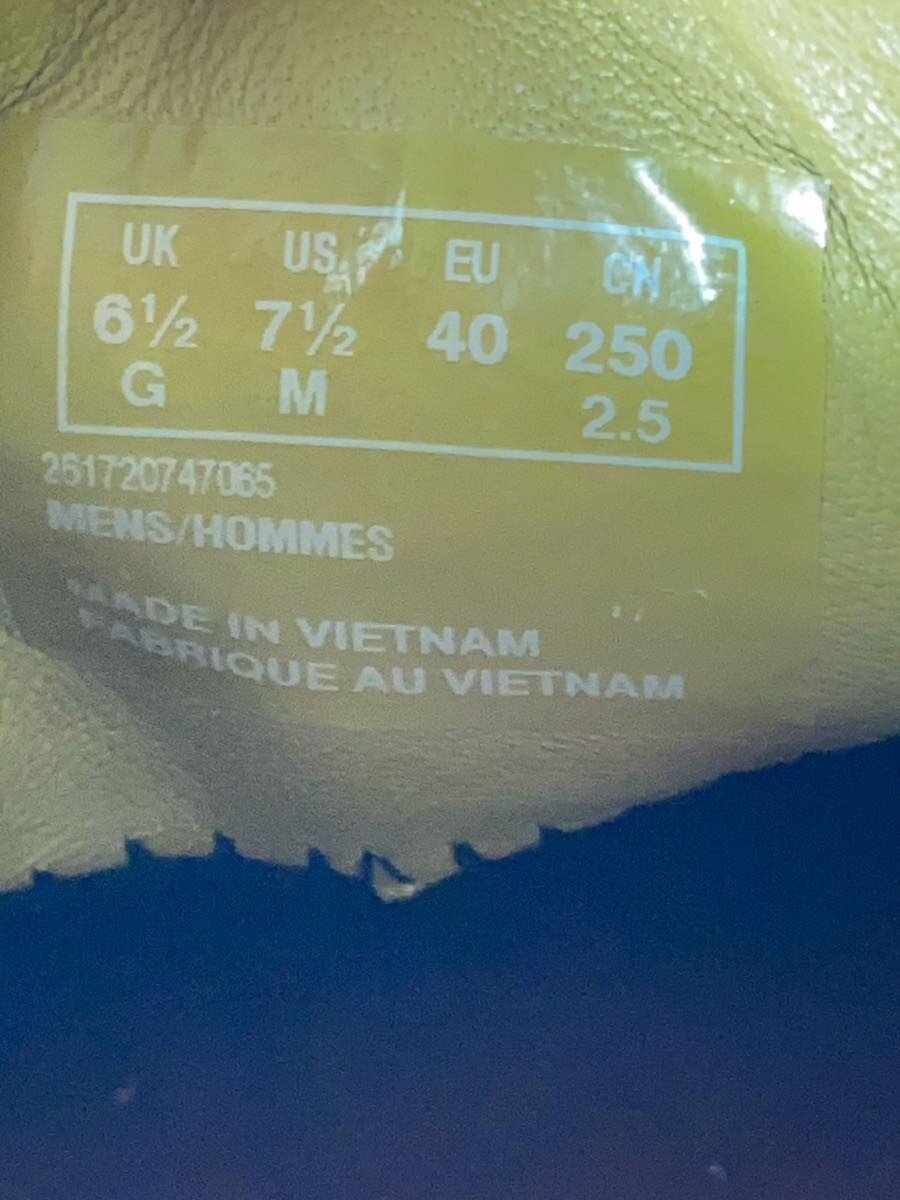 UK US EU CN
6½ 7½ 40 250
G M 2.5
261720747065
MENS/HOMMES
MADE IN VIETNAM
FABRIQUE AU VIETNAM